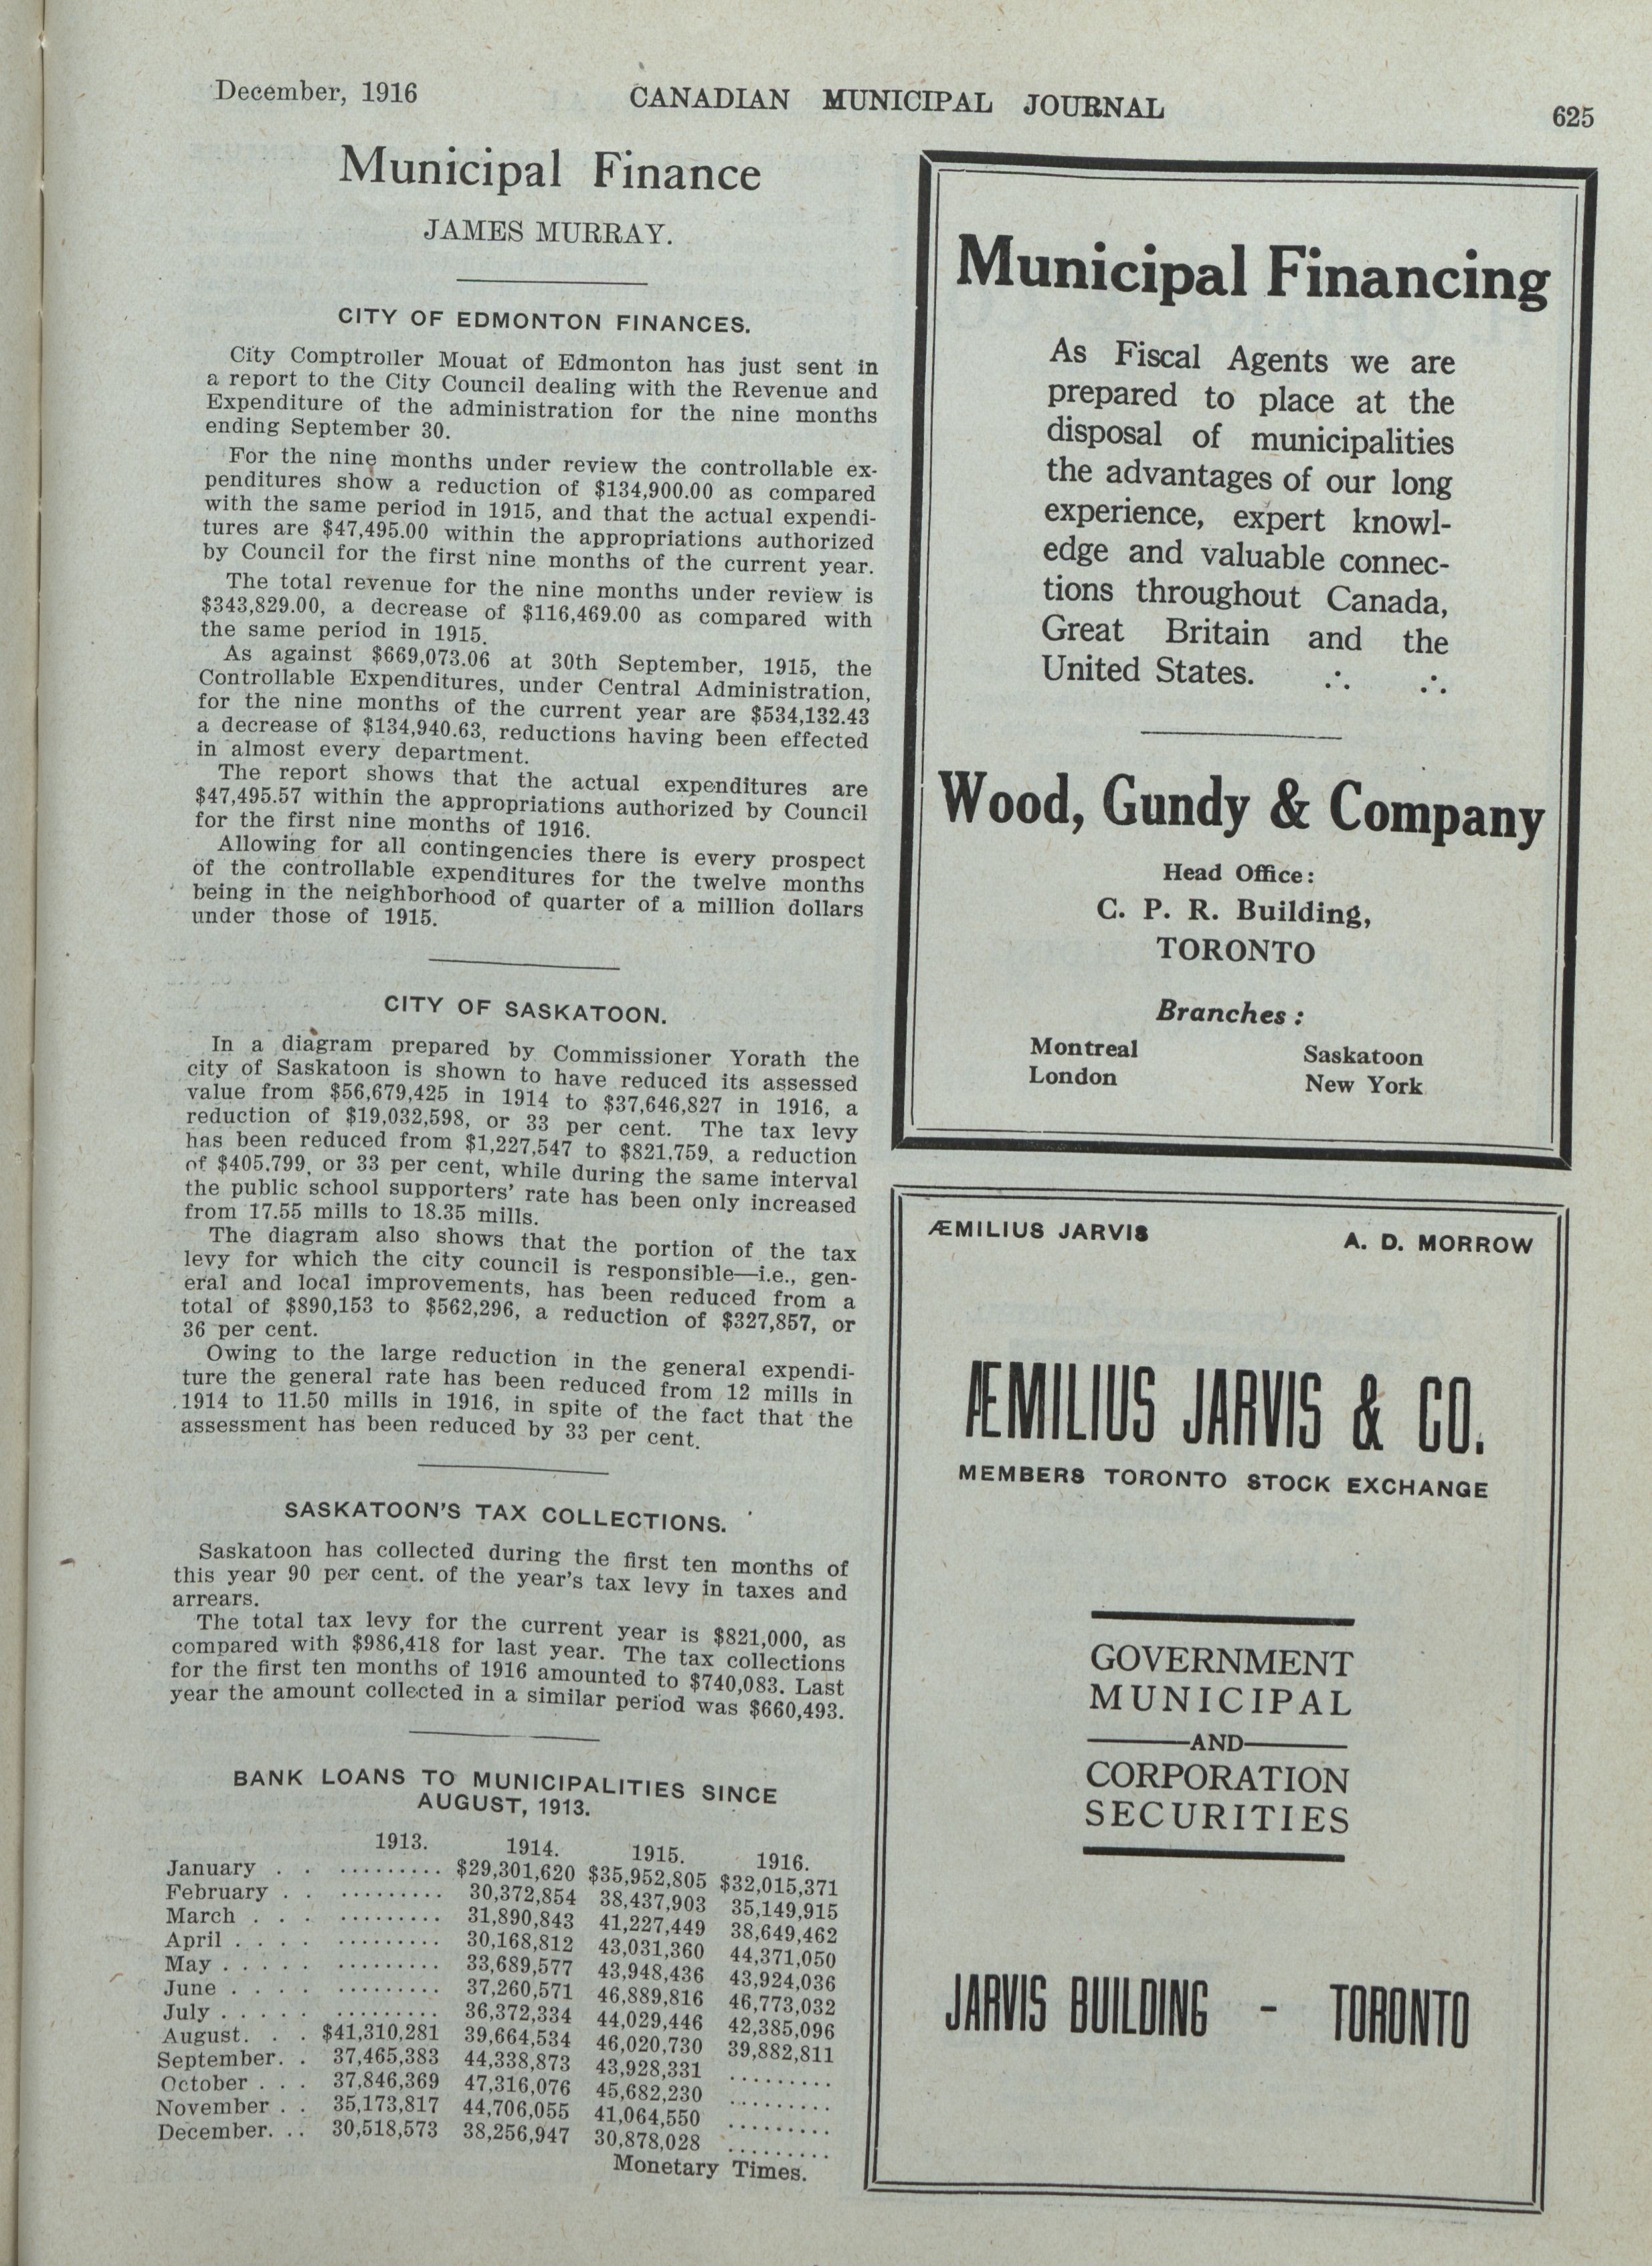 December, 1916
CANADIAN MUNICIPAL JOURNAL
625
Municipal Finance
JAMES MURRAY.
CITY OF EDMONTON FINANCES.
City Comptroller Mouat of Edmonton has just sent in
a report to the City Council dealing with the Revenue and
Expenditure of the administration for the nine months
ending September 30.
For the nine months under review the controllable ex-
penditures show a reduction of $134,900.00 as compared
with the same period in 1915, and that the actual expendi-
tures are $47,495.00 within the appropriations authorized
by Council for the first nine months of the current year.
The total revenue for the nine months under review is
$343,829.00, a decrease of $116,469.00 as compared with
the same period in 1915.
As against $669,073.06 at 30th September, 1915, the
Controllable Expenditures, under Central Administration,
for the nine months of the current year are $534,132.43
a decrease of $134,940.63, reductions having been effected
in almost every department.
The report shows that the actual expenditures are
$47,495.57 within the appropriations authorized by Council
for the first nine months of 1916.
Allowing for all contingencies there is every prospect
of the controllable expenditures for the twelve months
being in the neighborhood of quarter of a million dollars
under those of 1915.
CITY OF SASKATOON.
In a diagram prepared by Commissioner Yorath the
city of Saskatoon is shown to have reduced its assessed
value from $56,679,425 in 1914 to $37,646,827 in 1916, a
reduction of $19,032,598, or 33 per cent. The tax levy
has been reduced from $1,227,547 to $821,759, a reduction
of $405,799, or 33 per cent, while during the same interval
the public school supporters' rate has been only increased
from 17.55 mills to 18.35 mills.
The diagram also shows that the portion of the tax
levy for which the city council is responsible—i.e., gen-
eral and local improvements, has been reduced from a
total of $890,153 to $562,296, a reduction of $327,857, or
36 per cent.
Owing to the large reduction in the general expendi-
ture the general rate has been reduced from 12 mills in
1914 to 11.50 mills in 1916, in spite of the fact that the
assessment has been reduced by 33 per cent.
SASKATOON'S TAX COLLECTIONS.
Saskatoon has collected during the first ten months of
this year 90 per cent. of the year's tax levy in taxes and
arrears.
The total tax levy for the current year is $821,000, as
compared with $986,418 for last year. The tax collections
for the first ten months of 1916 amounted to $740,083. Last
year the amount collected in a similar period was $660,493.
BANK LOANS TO MUNICIPALITIES SINCE
AUGUST, 1913.
1913. 1914. 1915. 1916.
January . . ......... $29,301,620 $35,952,805 $32,015,371
February . . ......... 30,372,854 38,437,903 35,149,915
March . . . ......... 31,890,843 41,227,449 38,649,462
April . . . . ......... 30,168,812 43,031,360 44,371,050
May . . . . . ......... 33,689,577 43,948,436 43,924,036
June . . . . ......... 37,260,571 46,889,816 46,773,032
July . . . . . ......... 36,372,334 44,029,446 42,385,096
August. . . $41,310,281 39,664,534 46,020,730 39,882,811
September. . 37,465,383 44,338,873 43,928,331 .........
October . . . 37,846,369 47,316,076 45,682,230 .........
November . . 35,173,817 44,706,055 41,064,550 .........
December. . . 30,518,573 38,256,947 30,878,028 .........
Monetary Times.
Municipal Financing
As Fiscal Agents we are
prepared to place at the
disposal of municipalities
the advantages of our long
experience, expert knowl-
edge and valuable connec-
tions throughout Canada,
Great Britain and the
United States. ∴ ∴
Wood, Gundy & Company
Head Office:
C. P. R. Building,
TORONTO
Branches:
Montreal Saskatoon
London New York
ÆMILIUS JARVIS A. D. MORROW
ÆMILIUS JARVIS & CO.
MEMBERS TORONTO STOCK EXCHANGE
GOVERNMENT
MUNICIPAL
AND
CORPORATION
SECURITIES
JARVIS BUILDING - TORONTO